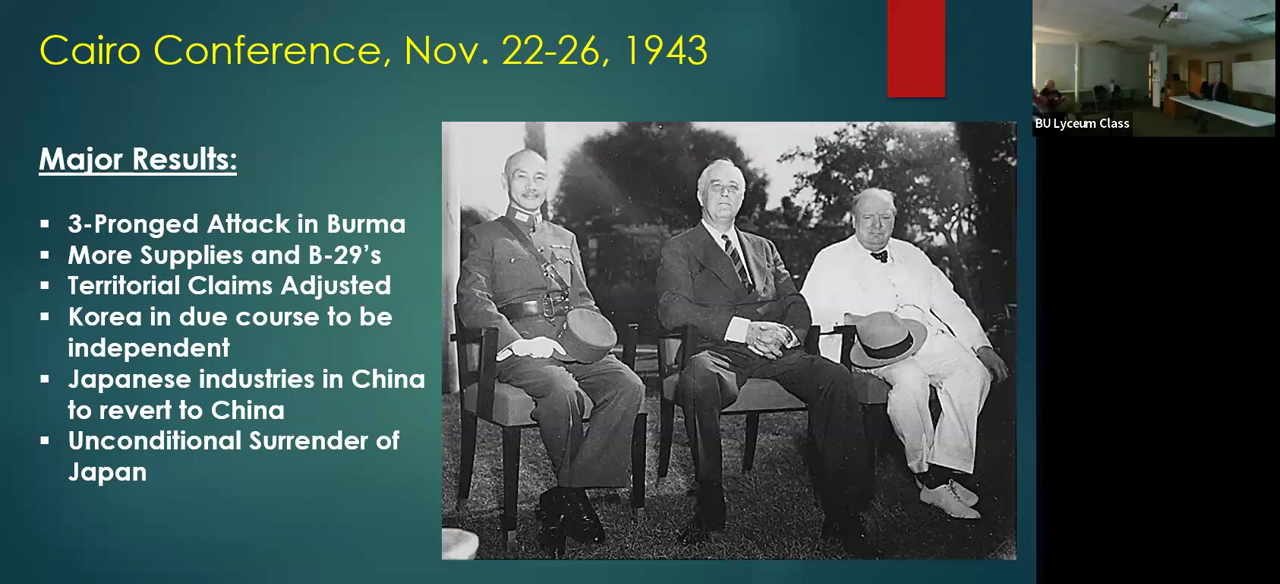 Cairo Conference, Nov. 22-26, 1943
BU Lyceum Class
Major Results:
3-Pronged Attack in Burma
More Supplies and B-29’s
Territorial Claims Adjusted
Korea in due course to be
independent
Japanese industries in China
to revert to China
Unconditional Surrender of
Japan